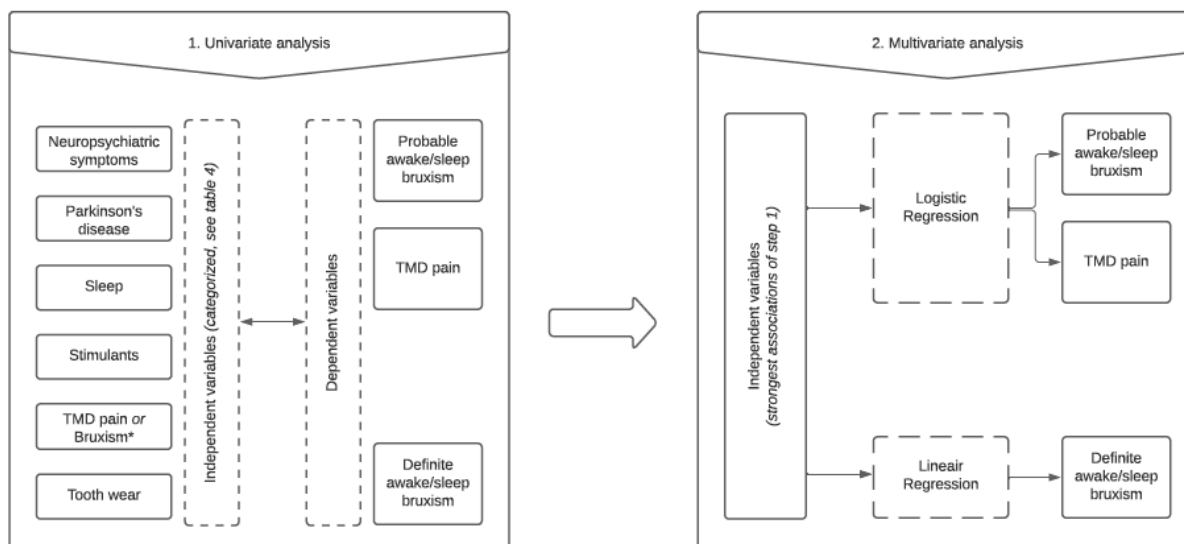 1. Univariate analysis
Neuropsychiatric
symptoms
Parkinson's
disease
Sleep
Stimulants
TMD pain or
Bruxism*
Tooth wear
Independent variables (categorized, see table 4)
Dependent variables
Probable
awake/sleep
bruxism
TMD pain
Definite
awake/sleep
bruxism
2. Multivariate analysis
Independent variables
(strongest associations of step 1)
Logistic
Regression
Probable
awake/sleep
bruxism
TMD pain
Lineair
Regression
Definite
awake/sleep
bruxism